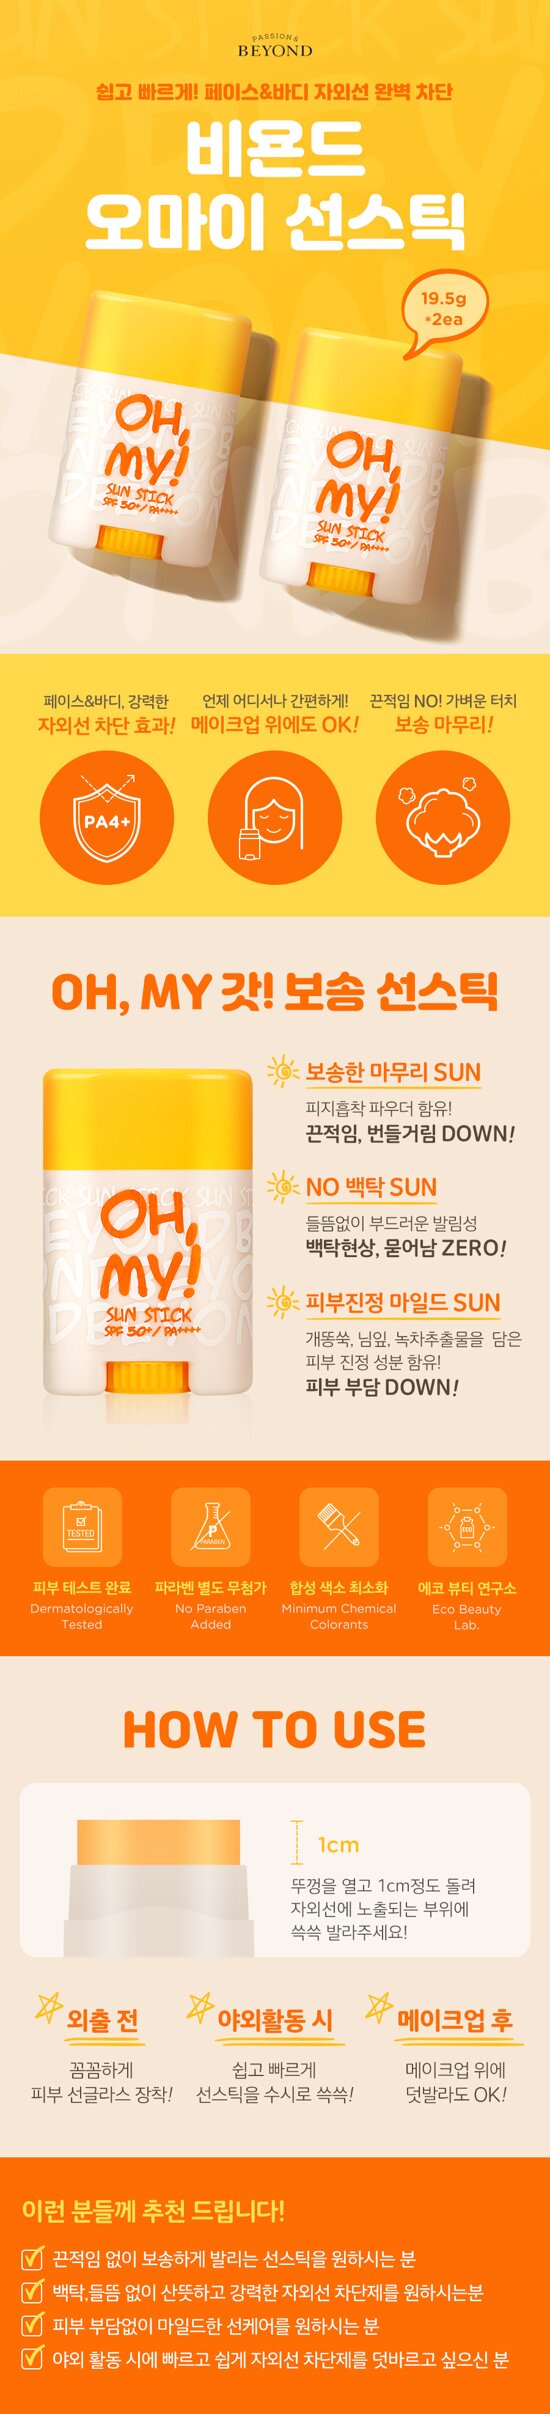 PASSION &
BEYOND
쉽고 빠르게! 페이스&바디 자외선 완벽 차단
비욘드
오마이 선스틱
19.5g
*2ea
OH,
MY!
SUN STICK
SPF 50+/PA++++
OH,
MY!
SUN STICK
SPF 50+/PA++++
페이스&바디, 강력한
자외선 차단 효과!
언제 어디서나 간편하게!
메이크업 위에도 OK!
끈적임 NO! 가벼운 터치
보송 마무리!
PA4+
OH, MY 갓! 보송 선스틱
OH,
MY!
SUN STICK
SPF 50+/PA++++
보송한 마무리 SUN
피지흡착 파우더 함유!
끈적임, 번들거림 DOWN!
NO 백탁 SUN
들뜸없이 부드러운 발림성
백탁현상, 묻어남 ZERO!
피부진정 마일드 SUN
개똥쑥, 님잎, 녹차추출물을 담은
피부 진정 성분 함유!
피부 부담 DOWN!
TESTED
피부 테스트 완료
Dermatologically
Tested
P
PARABEN
파라벤 별도 무첨가
No Paraben
Added
합성 색소 최소화
Minimum Chemical
Colorants
ECO
에코 뷰티 연구소
Eco Beauty
Lab.
HOW TO USE
1cm
뚜껑을 열고 1cm정도 돌려
자외선에 노출되는 부위에
쓱쓱 발라주세요!
외출 전
꼼꼼하게
피부 선글라스 장착!
야외활동 시
쉽고 빠르게
선스틱을 수시로 쓱쓱!
메이크업 후
메이크업 위에
덧발라도 OK!
이런 분들께 추천 드립니다!
끈적임 없이 보송하게 발리는 선스틱을 원하시는 분
백탁,들뜸 없이 산뜻하고 강력한 자외선 차단제를 원하시는분
피부 부담없이 마일드한 선케어를 원하시는 분
야외 활동 시에 빠르고 쉽게 자외선 차단제를 덧바르고 싶으신 분